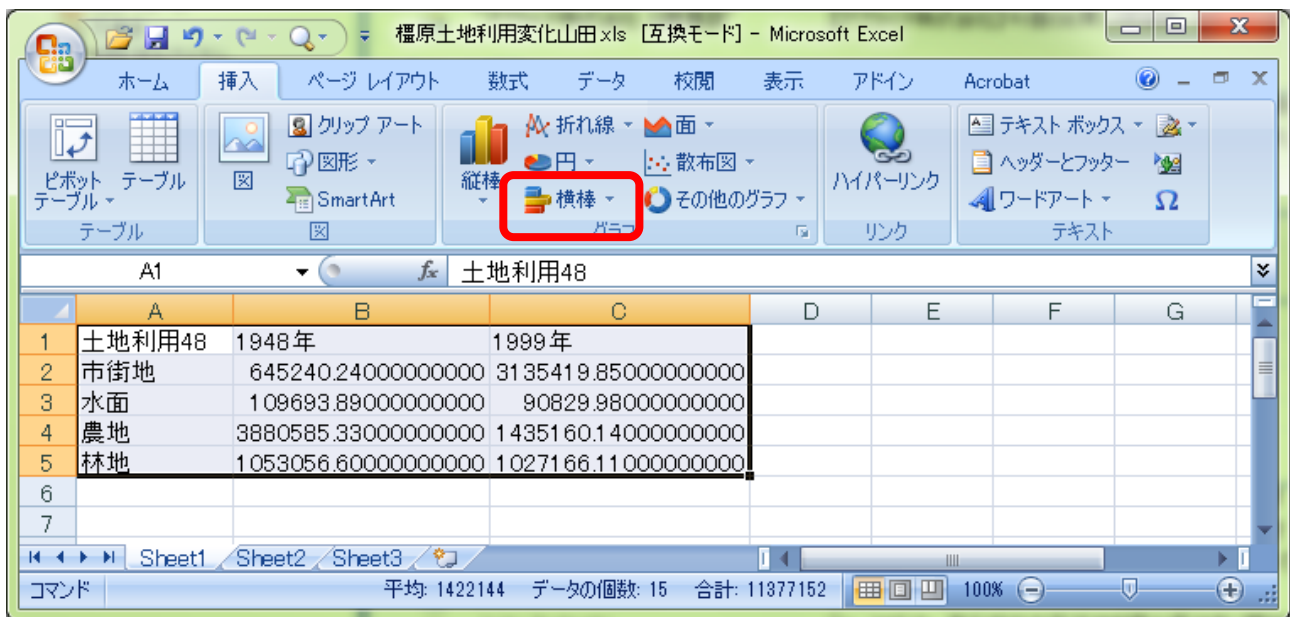 橿原土地利用変化山田.xls [互換モード] - Microsoft Excel
ホーム 挿入 ページ レイアウト 数式 データ 校閲 表示 アドイン Acrobat
ピボット
テーブル
テーブル
図
クリップ アート
図形
SmartArt
縦棒
折れ線
円
横棒
面
散布図
その他のグラフ
ハイパーリンク
テキスト ボックス
ヘッダーとフッター
ワードアート
Ω
テーブル 図 グラフ リンク テキスト
A1 fx 土地利用48
A B C D E F G
1 土地利用48 1948年 1999年
2 市街地 645240.24000000000 3135419.85000000000
3 水面 109693.89000000000 90829.98000000000
4 農地 3880585.33000000000 1435160.14000000000
5 林地 1053056.60000000000 1027166.11000000000
6
7
Sheet1 Sheet2 Sheet3
コマンド 平均: 1422144 データの個数: 15 合計: 11377152 100%